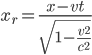 x_r = \frac{x - vt}{\sqrt{1 - \frac{v^2}{c^2}}}